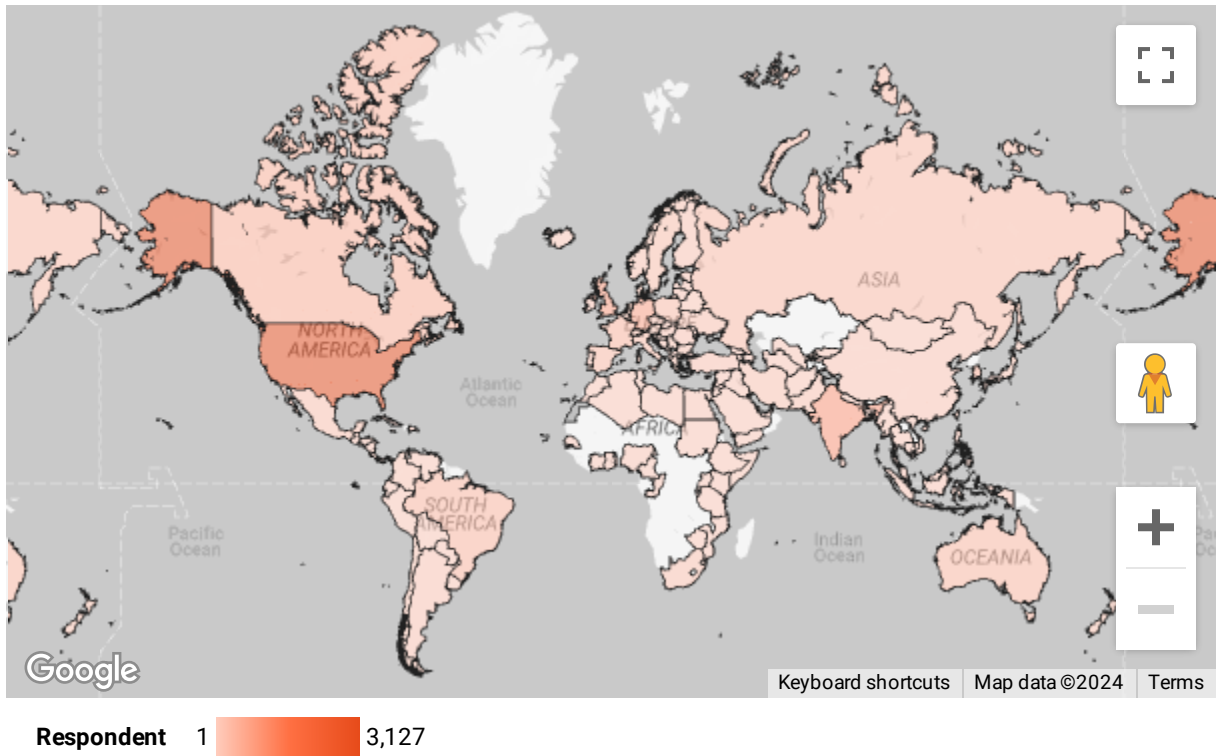 ASIA
NORTH
AMERICA
Atlantic
Ocean
AFRICA
SOUTH
AMERICA
Pacific
Ocean
Indian
Ocean
OCEANIA
Google
Keyboard shortcuts
Map data ©2024
Terms
Respondent 1 3,127